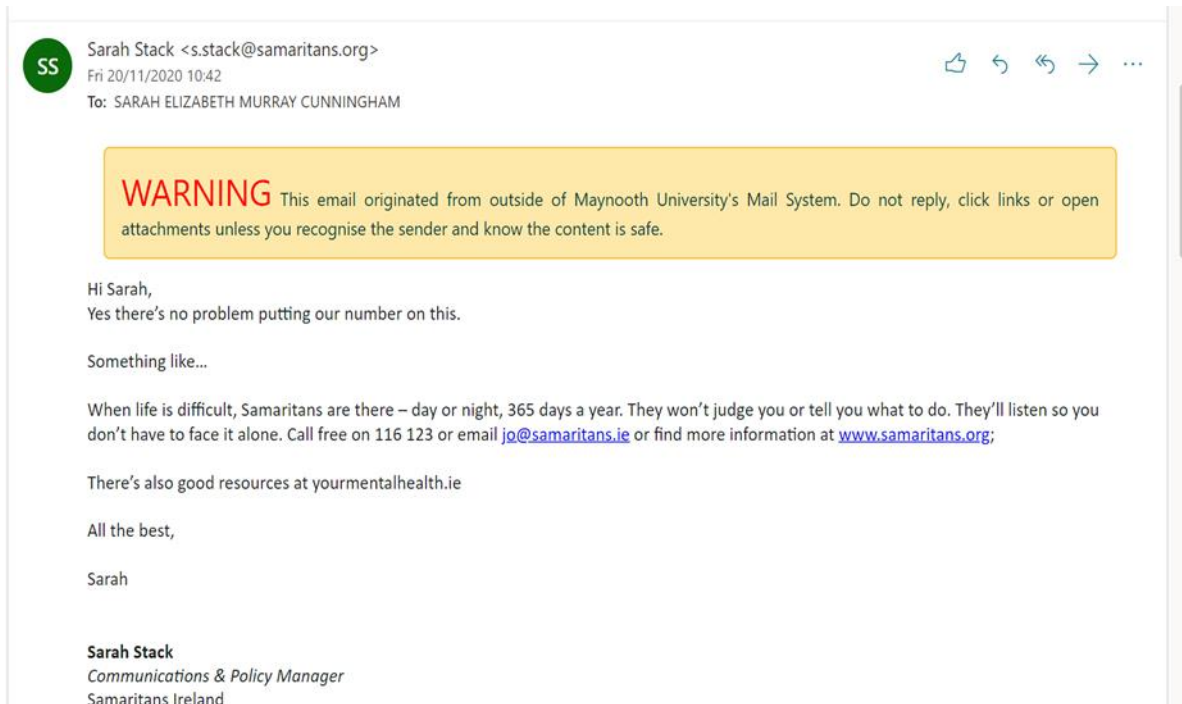 SS
Sarah Stack <s.stack@samaritans.org>
Fri 20/11/2020 10:42
To: SARAH ELIZABETH MURRAY CUNNINGHAM
WARNING This email originated from outside of Maynooth University's Mail System. Do not reply, click links or open
attachments unless you recognise the sender and know the content is safe.
Hi Sarah,
Yes there’s no problem putting our number on this.
Something like…
When life is difficult, Samaritans are there – day or night, 365 days a year. They won’t judge you or tell you what to do. They’ll listen so you
don’t have to face it alone. Call free on 116 123 or email jo@samaritans.ie or find more information at www.samaritans.org;
There’s also good resources at yourmentalhealth.ie
All the best,
Sarah
Sarah Stack
Communications & Policy Manager
Samaritans Ireland